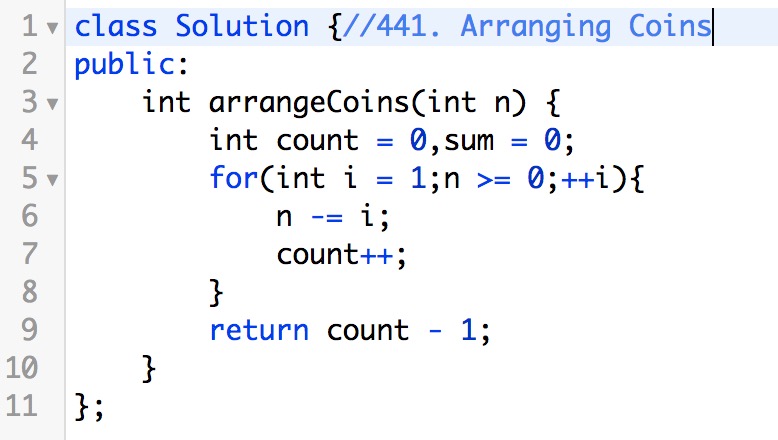 1 class Solution {//441. Arranging Coins
2 public:
3     int arrangeCoins(int n) {
4         int count = 0,sum = 0;
5         for(int i = 1;n >= 0;++i){
6             n -= i;
7             count++;
8         }
9         return count - 1;
10     }
11 };